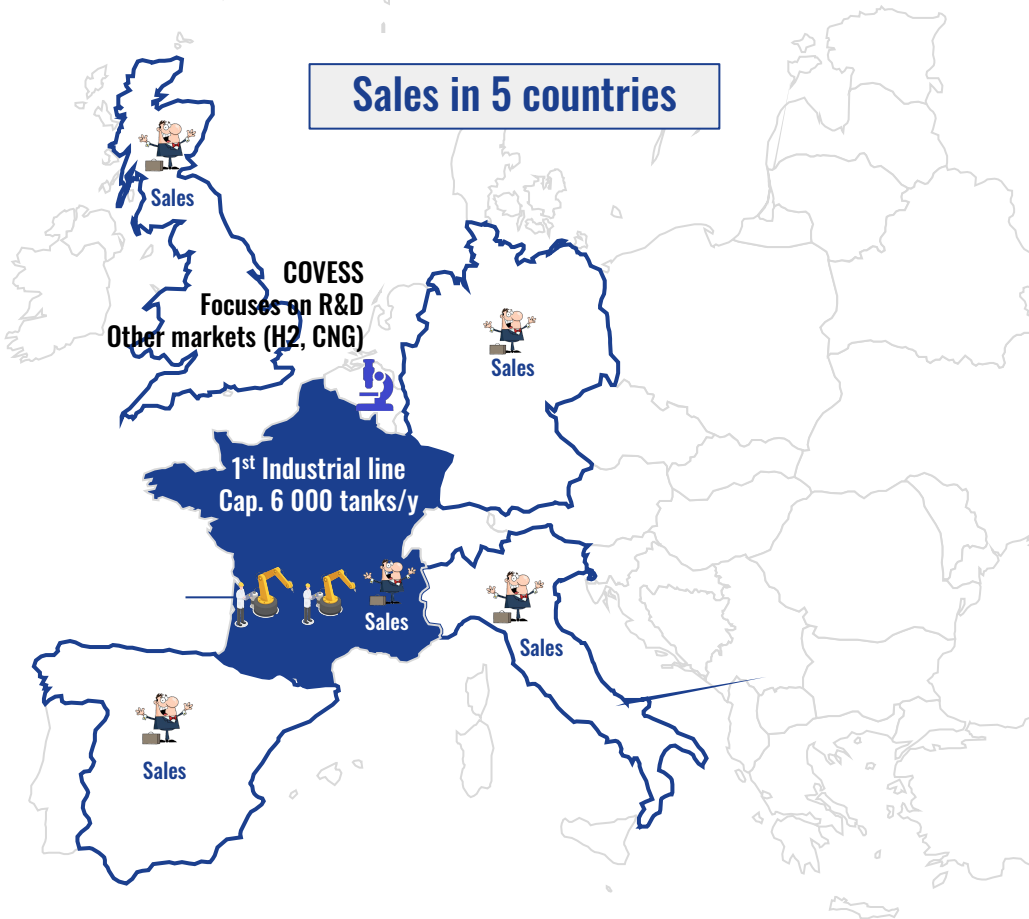 Sales in 5 countries
Sales
COVESS
Focuses on R&D
Other markets (H2, CNG)
Sales
1st Industrial line
Cap. 6 000 tanks/y
Sales
Sales
Sales